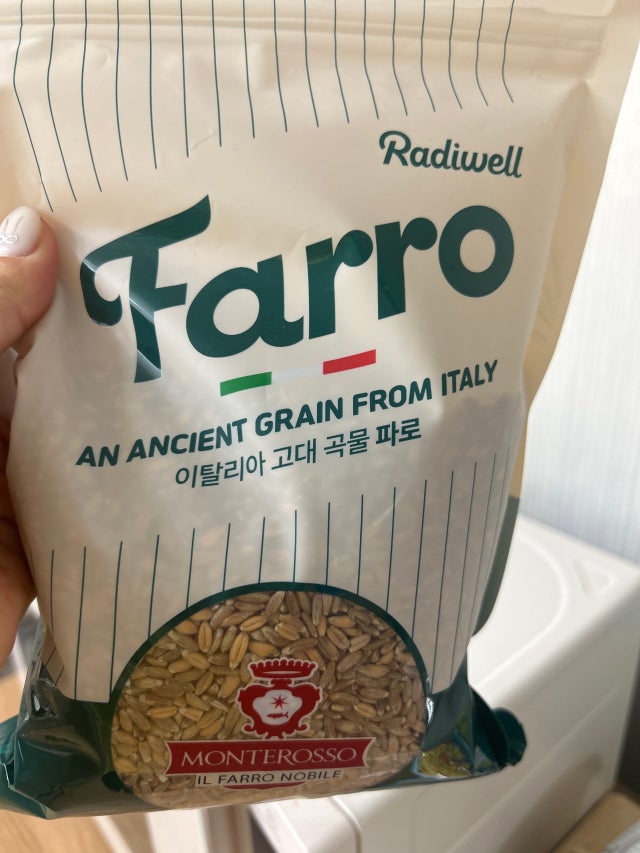 Radiwell
Farro
AN ANCIENT GRAIN FROM ITALY
이탈리아 고대 곡물 파로
MONTEROSSO
IL FARRO NOBILE